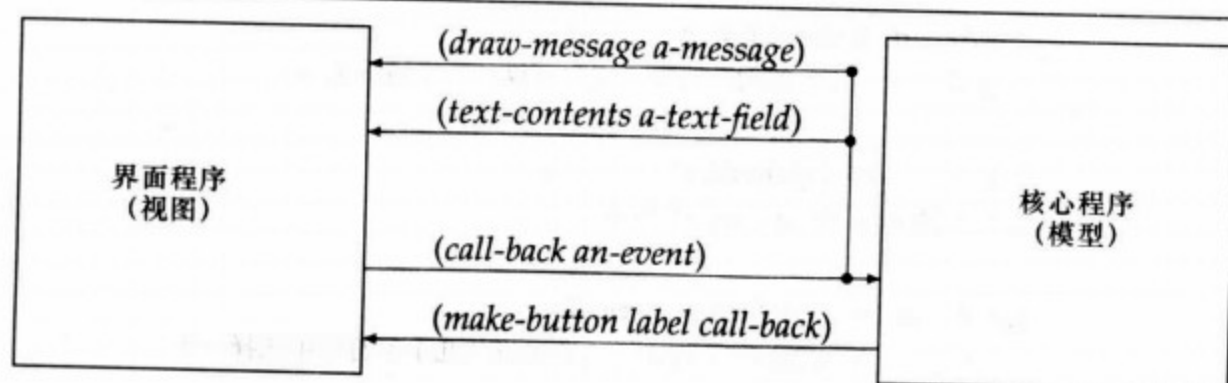 (draw-message a-message)
(text-contents a-text-field)
界面程序
(视图)
核心程序
(模型)
(call-back an-event)
(make-button label call-back)